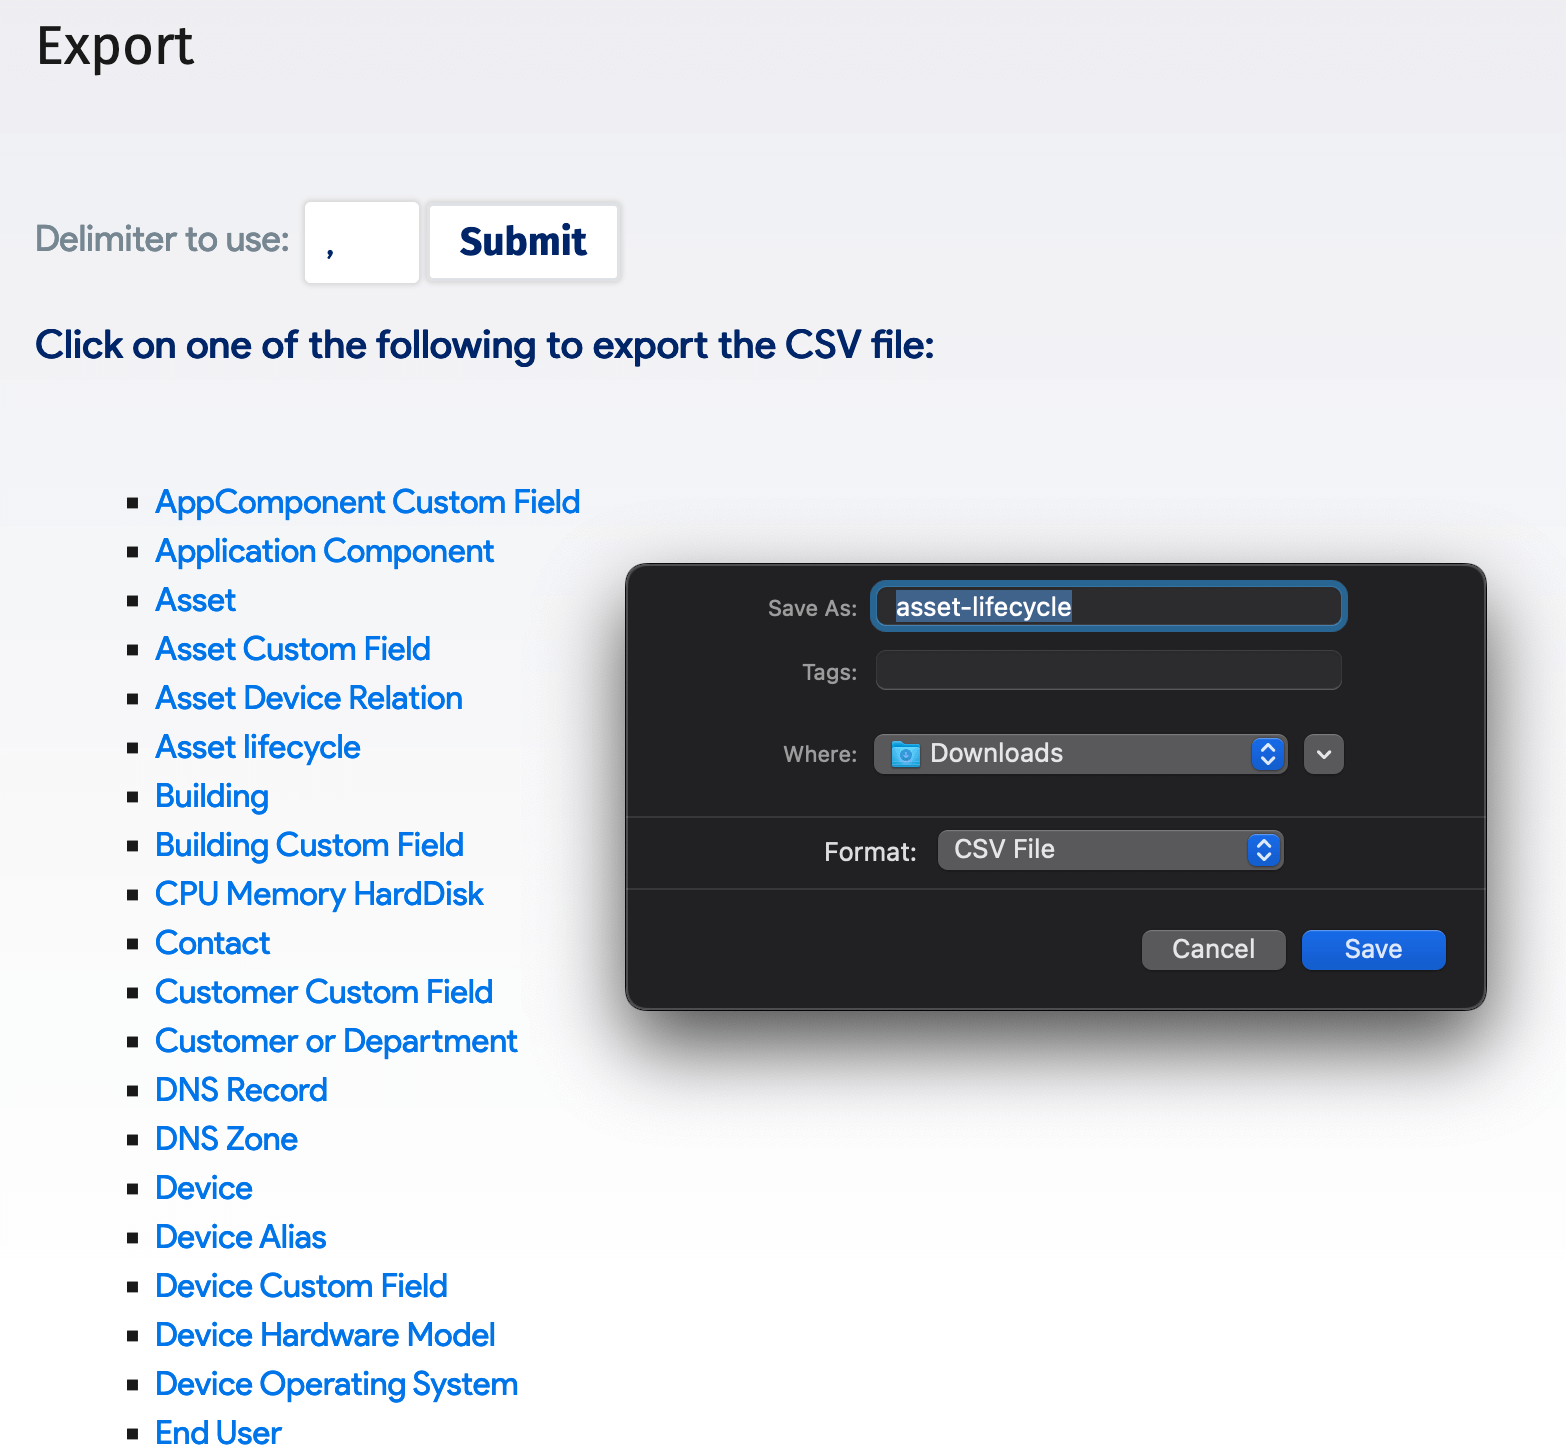 Export
Delimiter to use: , Submit
Click on one of the following to export the CSV file:
AppComponent Custom Field
Application Component
Asset
Asset Custom Field
Asset Device Relation
Asset lifecycle
Building
Building Custom Field
CPU Memory HardDisk
Contact
Customer Custom Field
Customer or Department
DNS Record
DNS Zone
Device
Device Alias
Device Custom Field
Device Hardware Model
Device Operating System
End User
Save As: asset-lifecycle
Tags:
Where: Downloads
Format: CSV File
Cancel Save